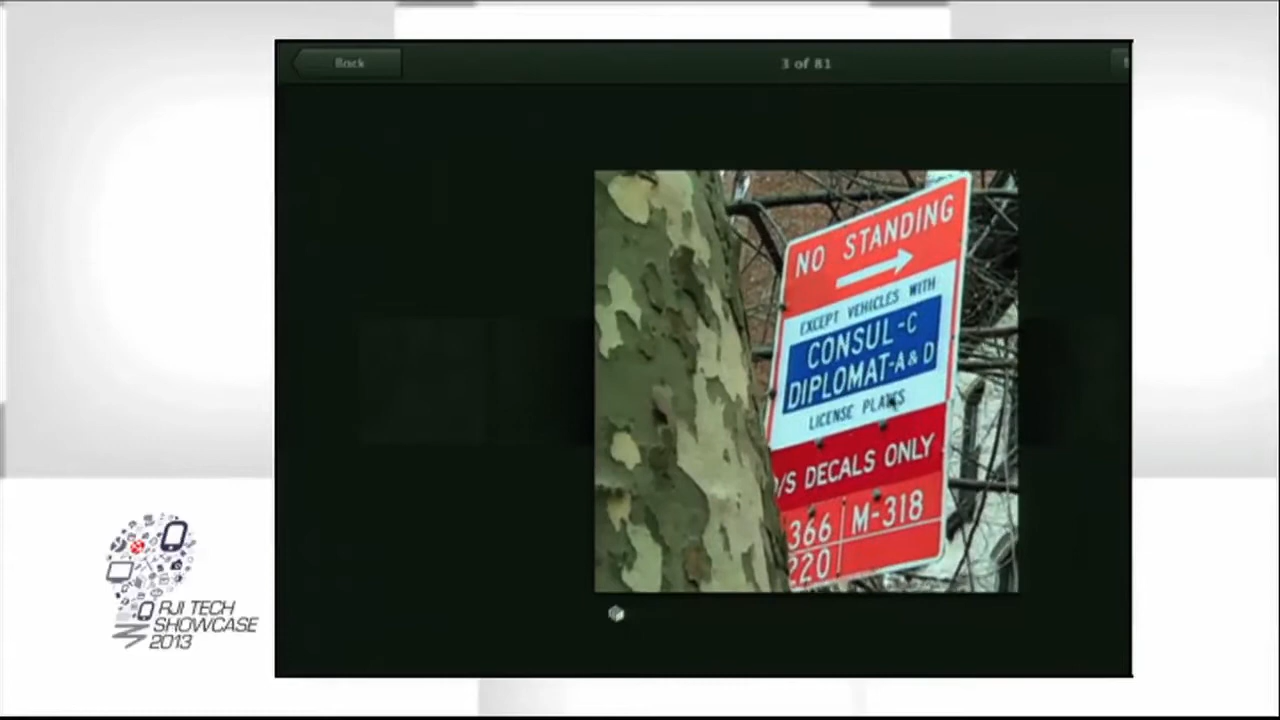 Back
3 of 81
NO STANDING
EXCEPT VEHICLES WITH
CONSUL-C
DIPLOMAT-A & D
LICENSE PLATES
/S DECALS ONLY
366 M-318
220
RJI TECH
SHOWCASE
2013